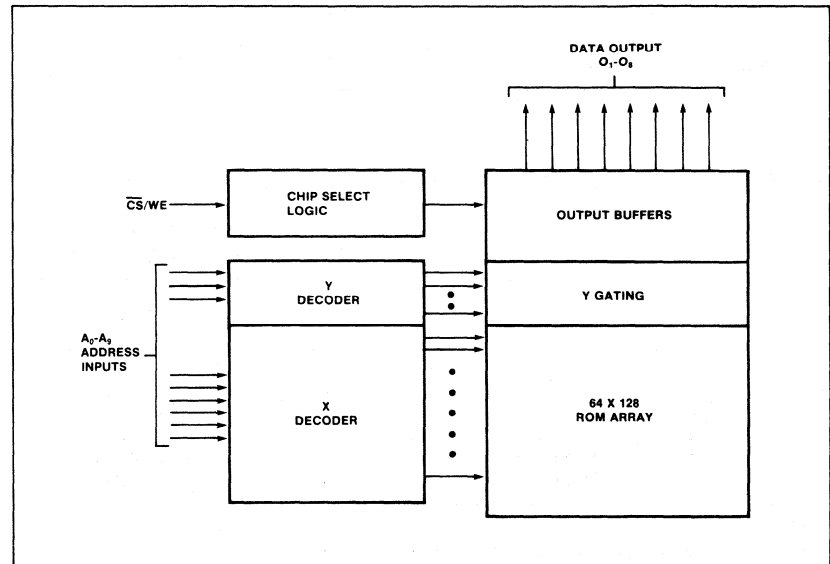 DATA OUTPUT
O₁-O₈
C̅S̅/WE
CHIP SELECT
LOGIC
OUTPUT BUFFERS
Y
DECODER
Y GATING
A₀-A₉
ADDRESS
INPUTS
X
DECODER
64 X 128
ROM ARRAY